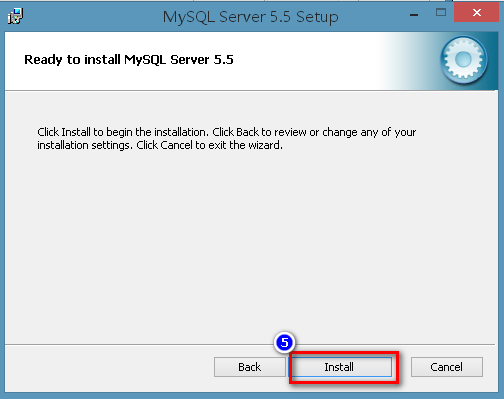 MySQL Server 5.5 Setup
Ready to install MySQL Server 5.5
Click Install to begin the installation. Click Back to review or change any of your
installation settings. Click Cancel to exit the wizard.
5
Back
Install
Cancel